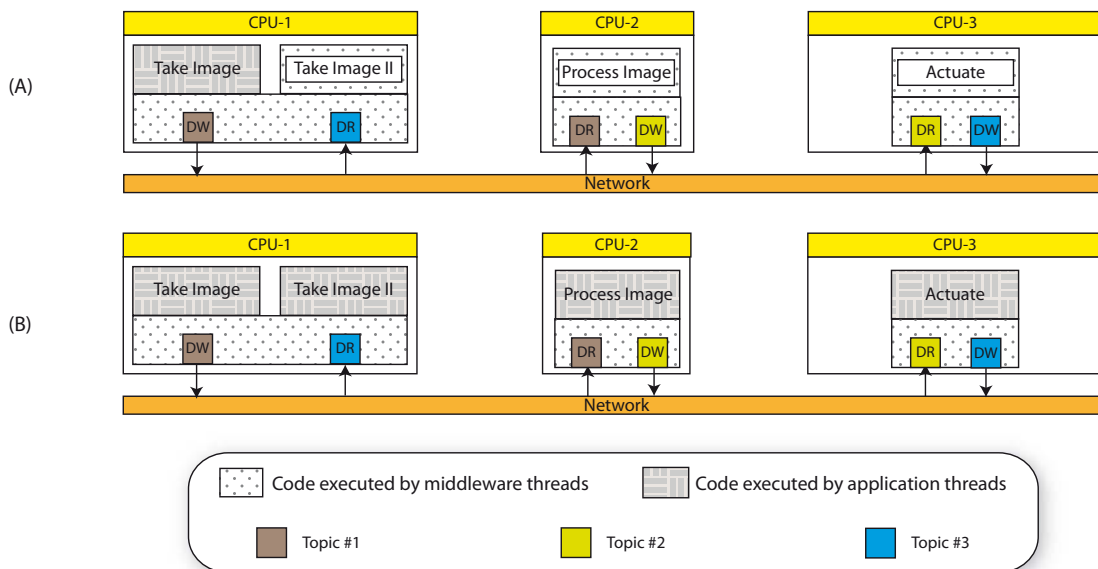 CPU-1
CPU-2
CPU-3
(A)
Take Image
Take Image II
Process Image
Actuate
DW
DR
DR
DW
DR
DW
Network
CPU-1
CPU-2
CPU-3
(B)
Take Image
Take Image II
Process Image
Actuate
DW
DR
DR
DW
DR
DW
Network
Code executed by middleware threads
Code executed by application threads
Topic #1
Topic #2
Topic #3